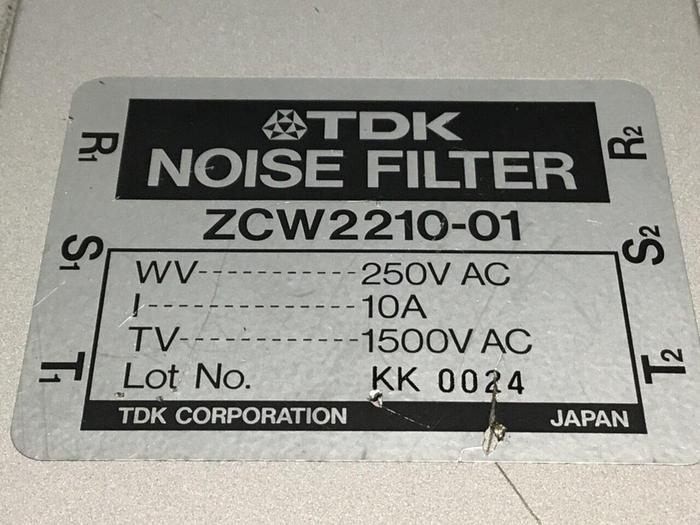 TDK
NOISE FILTER
ZCW2210-01
R1
R2
S1
S2
T1
T2
WV----------- 250V AC
I--------------- 10A
TV------------ 1500V AC
Lot No. KK 0024
TDK CORPORATION JAPAN